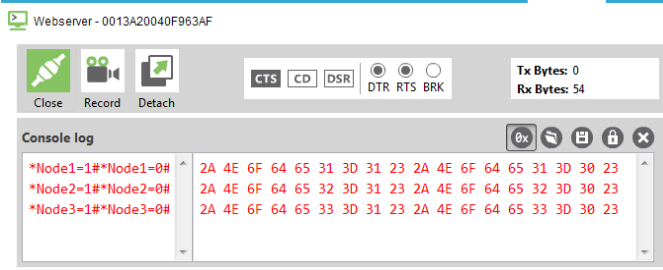 Webserver - 0013A20040F963AF
Close Record Detach
CTS CD DSR DTR RTS BRK
Tx Bytes: 0
Rx Bytes: 54
Console log
0x
*Node1=1#*Node1=0# 2A 4E 6F 64 65 31 3D 31 23 2A 4E 6F 64 65 31 3D 30 23
*Node2=1#*Node2=0# 2A 4E 6F 64 65 32 3D 31 23 2A 4E 6F 64 65 32 3D 30 23
*Node3=1#*Node3=0# 2A 4E 6F 64 65 33 3D 31 23 2A 4E 6F 64 65 33 3D 30 23